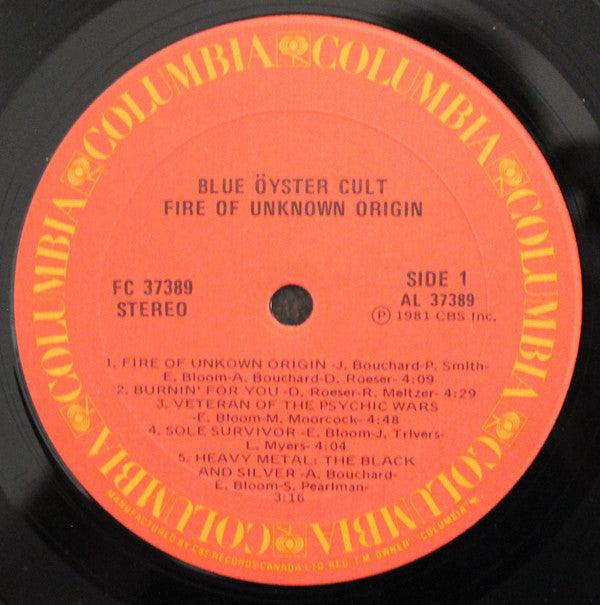 COLUMBIA COLUMBIA COLUMBIA COLUMBIA COLUMBIA COLUMBIA COLUMBIA
BLUE ÖYSTER CULT
FIRE OF UNKNOWN ORIGIN
FC 37389
STEREO
SIDE 1
AL 37389
Ⓟ 1981 CBS Inc.
1. FIRE OF UNKOWN ORIGIN -J. Bouchard-P. Smith-
E. Bloom-A. Bouchard-D. Roeser- 4:09
2. BURNIN' FOR YOU -D. Roeser-R. Meltzer- 4:29
3. VETERAN OF THE PSYCHIC WARS
-E. Bloom-M. Moorcock- 4:48
4. SOLE SURVIVOR -E. Bloom-J. Trivers-
L. Myers- 4:04
5. HEAVY METAL: THE BLACK
AND SILVER -A. Bouchard-
E. Bloom-S. Pearlman-
3:16
MANUFACTURED BY CBS RECORDS CANADA LTD. REG. T.M. OWNER "COLUMBIA"